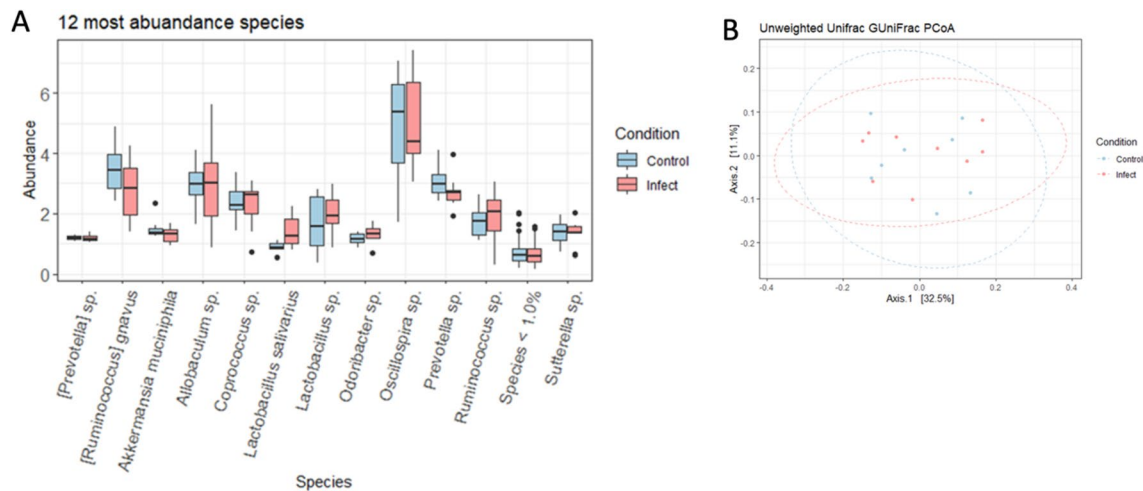 A
12 most abuandance species
6
4
2
0
Abundance
[Prevotella] sp.
[Ruminococcus] gnavus
Akkermansia muciniphila
Allobaculum sp.
Coprococcus sp.
Lactobacillus salivarius
Lactobacillus sp.
Odoribacter sp.
Oscillospira sp.
Prevotella sp.
Ruminococcus sp.
Species < 1.0%
Sutterella sp.
Species
Condition
Control
Infect
B
Unweighted Unifrac GUniFrac PCoA
0.2
0.1
0.0
-0.1
-0.2
Axis.2 [11.1%]
-0.4
-0.2
0.0
0.2
0.4
Axis.1 [32.5%]
Condition
Control
Infect